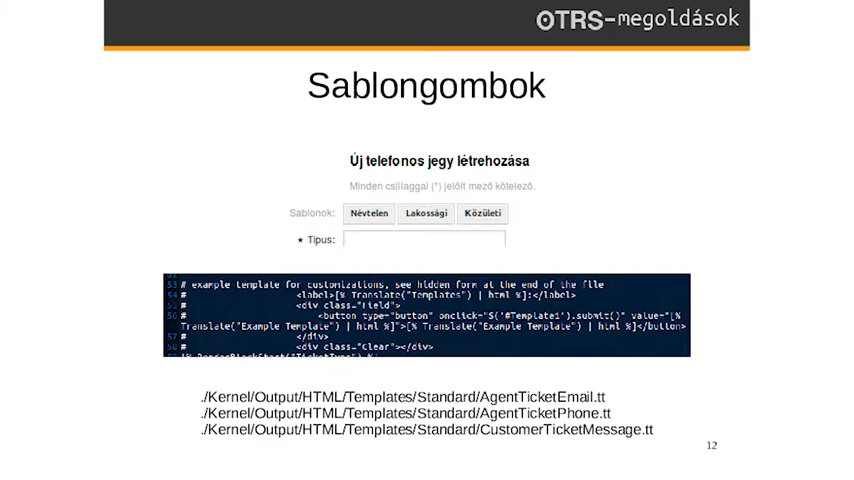 OTRS-megoldások
Sablongombok
Új telefonos jegy létrehozása
Minden csillaggal (*) jelölt mező kötelező.
Sablonok: Névtelen Lakossági Közületi
★ Típus:
53 # example template for customizations, see hidden form at the end of the file
54 # <label>[% Translate("Templates") | html %]:</label>
55 # <div class="Field">
56 # <button type="button" onclick="$('#Template1').submit()" value="[%
Translate("Example Template") | html %]">[% Translate("Example Template") | html %]</button>
57 # </div>
58 # <div class="Clear"></div>
./Kernel/Output/HTML/Templates/Standard/AgentTicketEmail.tt
./Kernel/Output/HTML/Templates/Standard/AgentTicketPhone.tt
./Kernel/Output/HTML/Templates/Standard/CustomerTicketMessage.tt
12